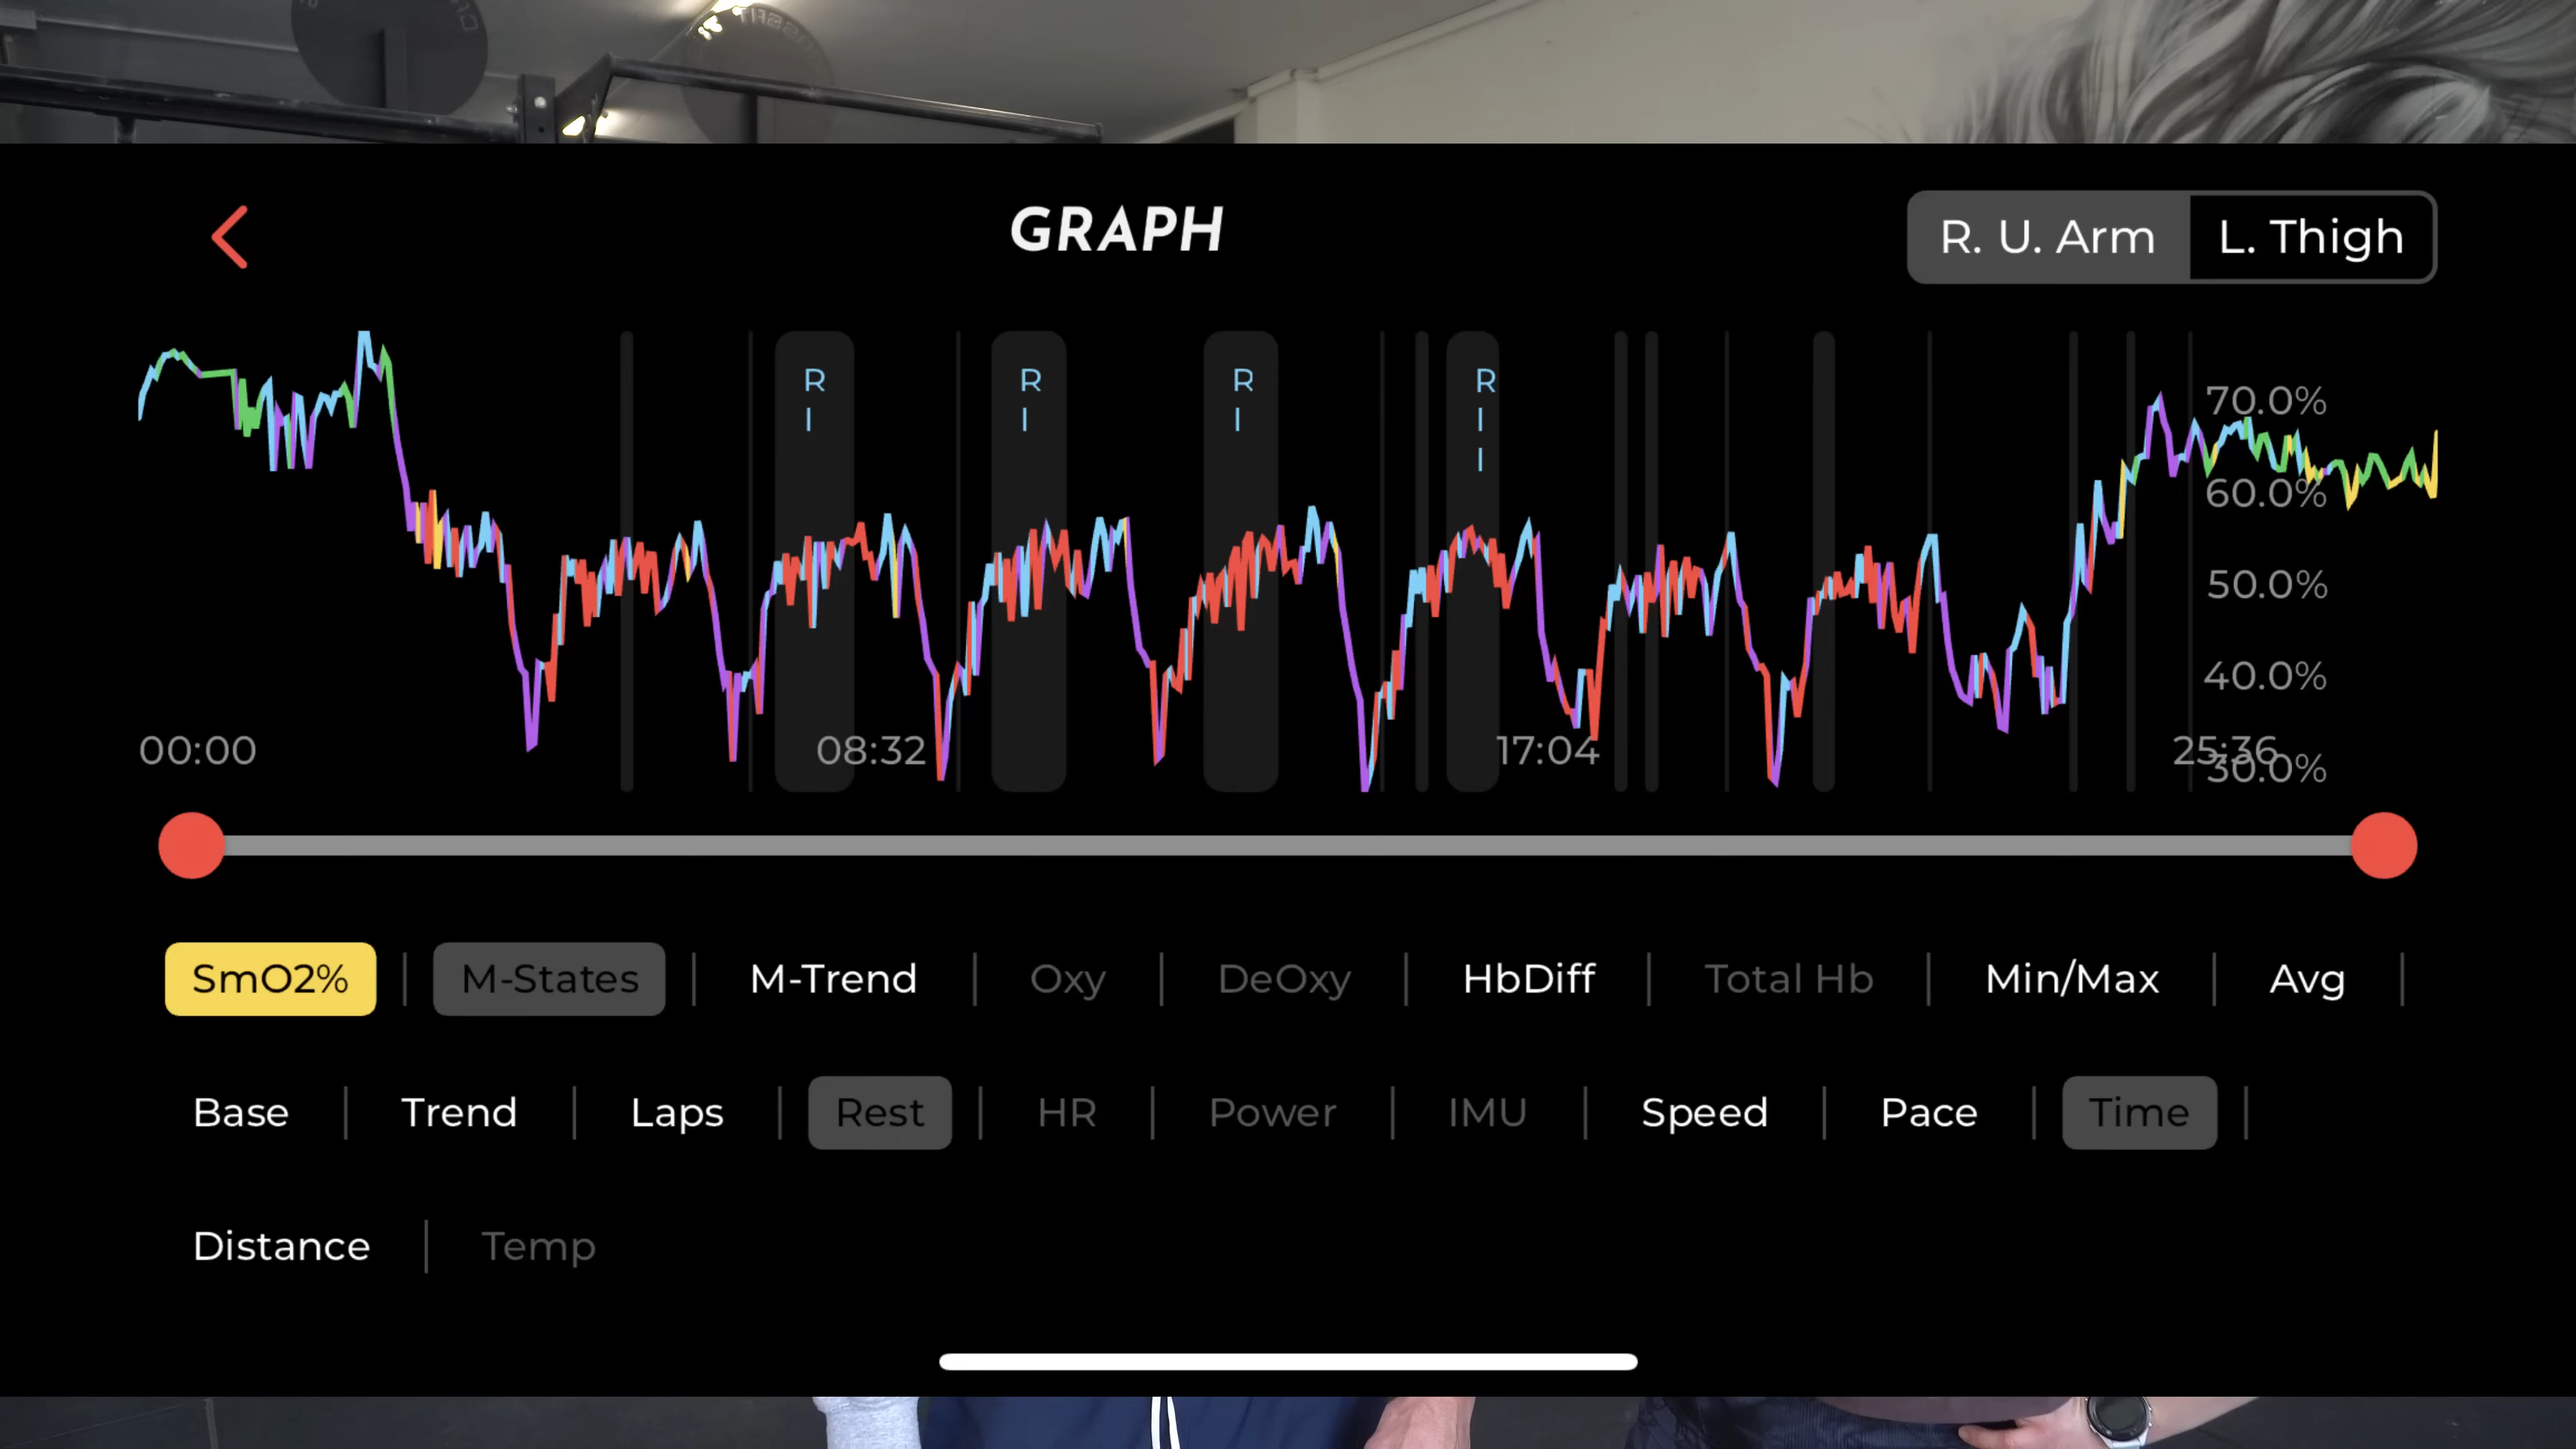 GRAPH
R. U. Arm L. Thigh
R R R R
I I I I
I
70.0%
60.0%
50.0%
40.0%
30.0%
00:00 08:32 17:04 25:36
SmO2% M-States M-Trend Oxy DeOxy HbDiff Total Hb Min/Max Avg
Base Trend Laps Rest HR Power IMU Speed Pace Time
Distance Temp